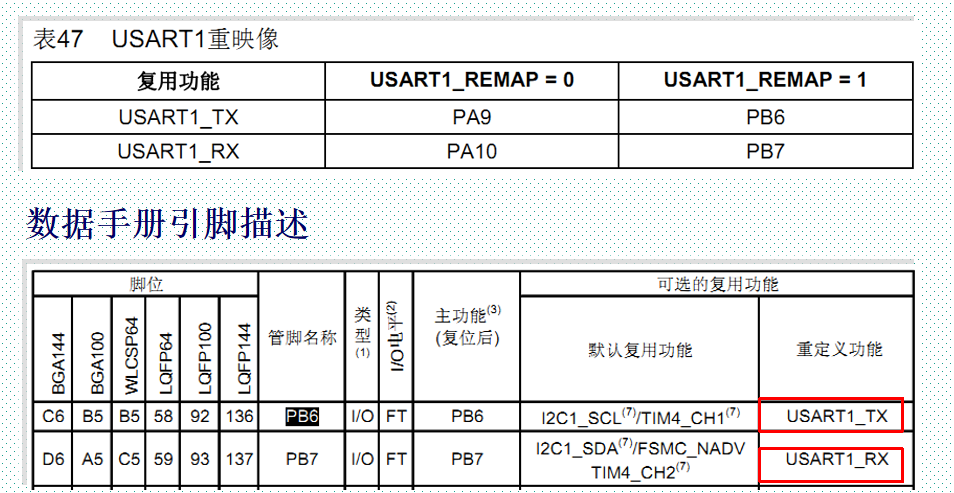 表47 USART1重映像
复用功能 USART1_REMAP = 0 USART1_REMAP = 1
USART1_TX PA9 PB6
USART1_RX PA10 PB7
数据手册引脚描述
脚位 管脚名称 类型(1) I/O电平(2) 主功能(3) (复位后) 可选的复用功能
BGA144 BGA100 WLCSP64 LQFP64 LQFP100 LQFP144 默认复用功能 重定义功能
C6 B5 B5 58 92 136 PB6 I/O FT PB6 I2C1_SCL(7)/TIM4_CH1(7) USART1_TX
D6 A5 C5 59 93 137 PB7 I/O FT PB7 I2C1_SDA(7)/FSMC_NADV TIM4_CH2(7) USART1_RX